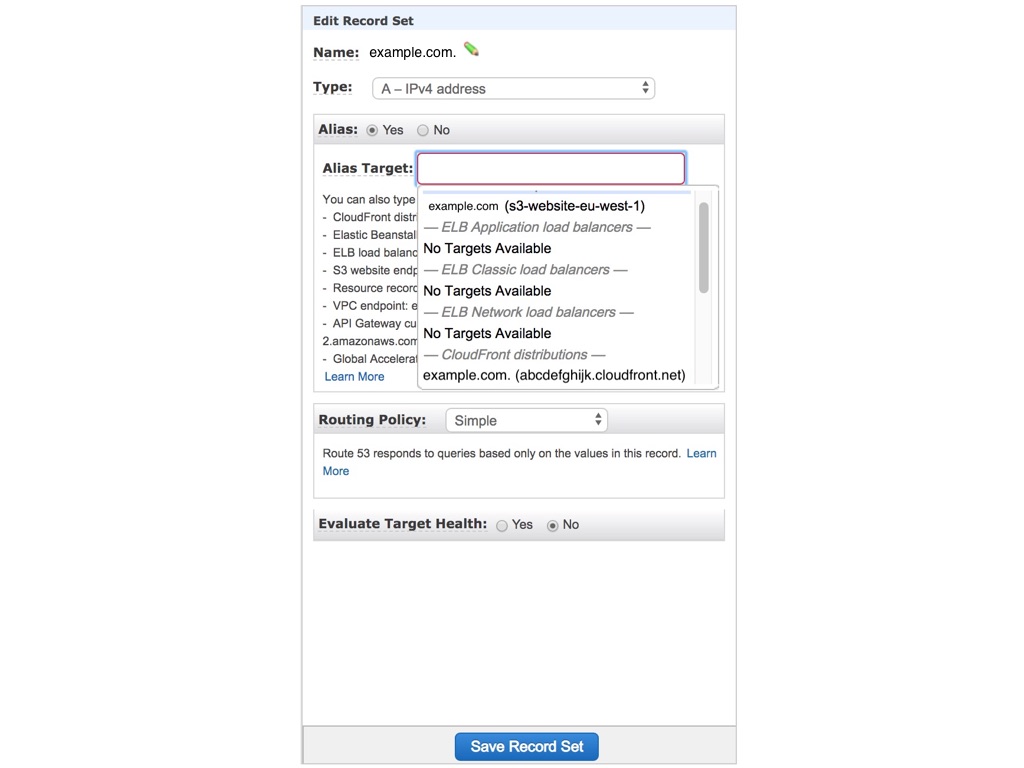 Edit Record Set
Name: example.com.
Type: A – IPv4 address
Alias: Yes No
Alias Target:
You can also type
- CloudFront distr
- Elastic Beanstal
- ELB load balanc
- S3 website endp
- Resource record
- VPC endpoint: e
- API Gateway cu
2.amazonaws.com
- Global Accelerat
Learn More
example.com (s3-website-eu-west-1)
— ELB Application load balancers —
No Targets Available
— ELB Classic load balancers —
No Targets Available
— ELB Network load balancers —
No Targets Available
— CloudFront distributions —
example.com. (abcdefghijk.cloudfront.net)
Routing Policy: Simple
Route 53 responds to queries based only on the values in this record. Learn
More
Evaluate Target Health: Yes No
Save Record Set